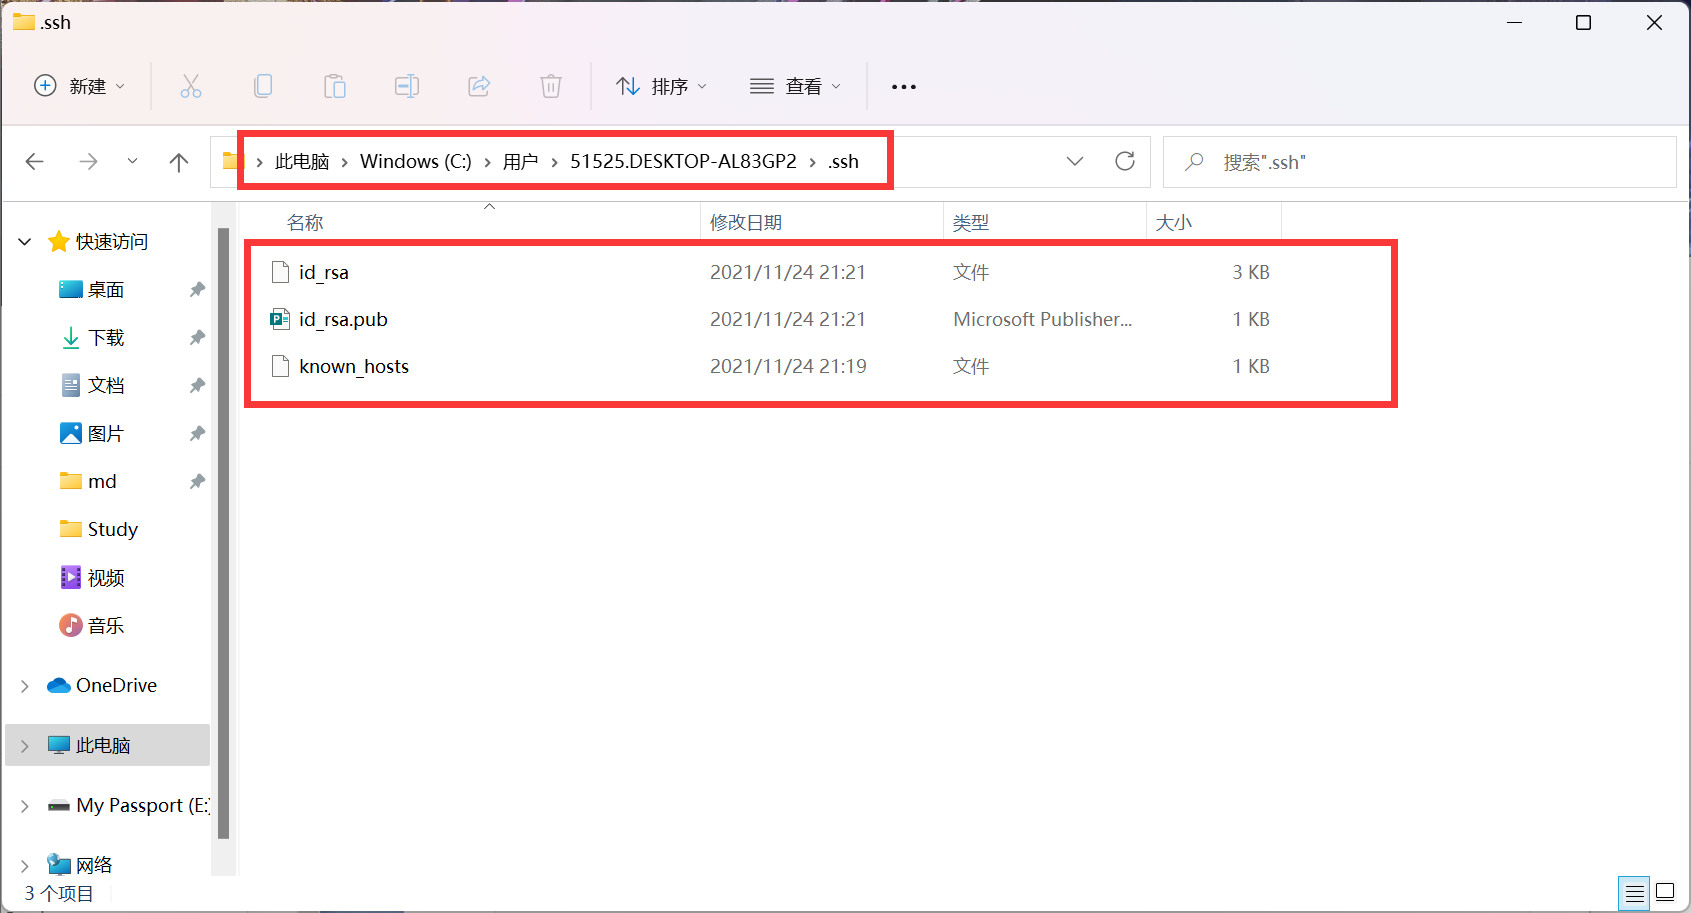 .ssh
新建
排序
查看
此电脑 > Windows (C:) > 用户 > 51525.DESKTOP-AL83GP2 > .ssh
搜索".ssh"
名称 修改日期 类型 大小
id_rsa 2021/11/24 21:21 文件 3 KB
id_rsa.pub 2021/11/24 21:21 Microsoft Publisher... 1 KB
known_hosts 2021/11/24 21:19 文件 1 KB
快速访问
桌面
下载
文档
图片
md
Study
视频
音乐
OneDrive
此电脑
My Passport (E:)
网络
3 个项目